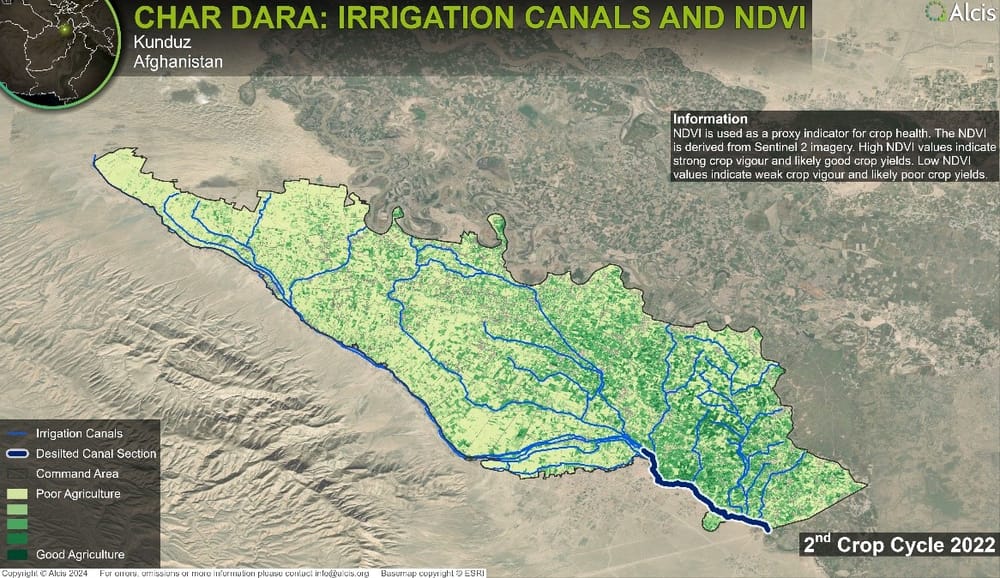 CHAR DARA: IRRIGATION CANALS AND NDVI
Kunduz
Afghanistan
Alcis
Information
NDVI is used as a proxy indicator for crop health. The NDVI
is derived from Sentinel 2 imagery. High NDVI values indicate
strong crop vigour and likely good crop yields. Low NDVI
values indicate weak crop vigour and likely poor crop yields.
Irrigation Canals
Desilted Canal Section
Command Area
Poor Agriculture
Good Agriculture
2nd Crop Cycle 2022
Copyright © Alcis 2024 For errors, omissions or more information please contact info@alcis.org Basemap copyright © ESRI